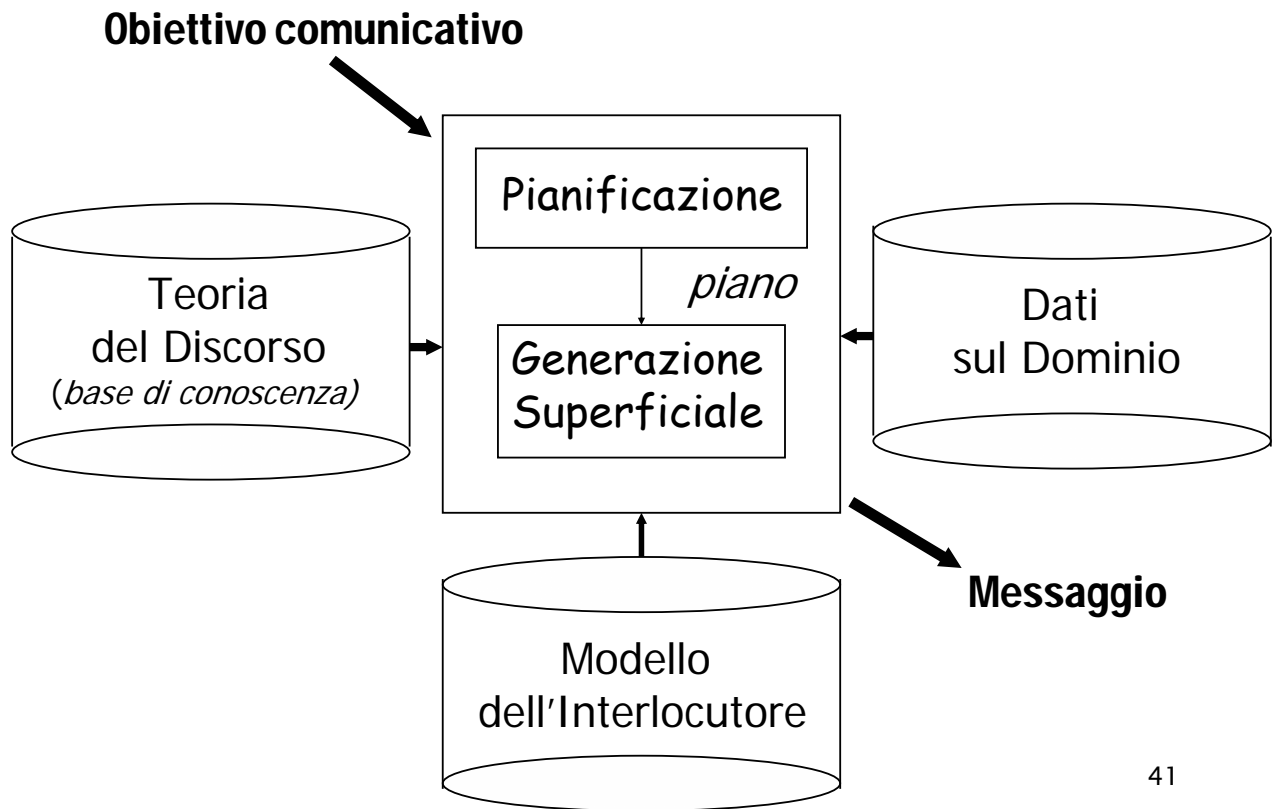 Obiettivo comunicativo
Pianificazione
piano
Generazione
Superficiale
Teoria
del Discorso
(base di conoscenza)
Dati
sul Dominio
Modello
dell'Interlocutore
Messaggio
41